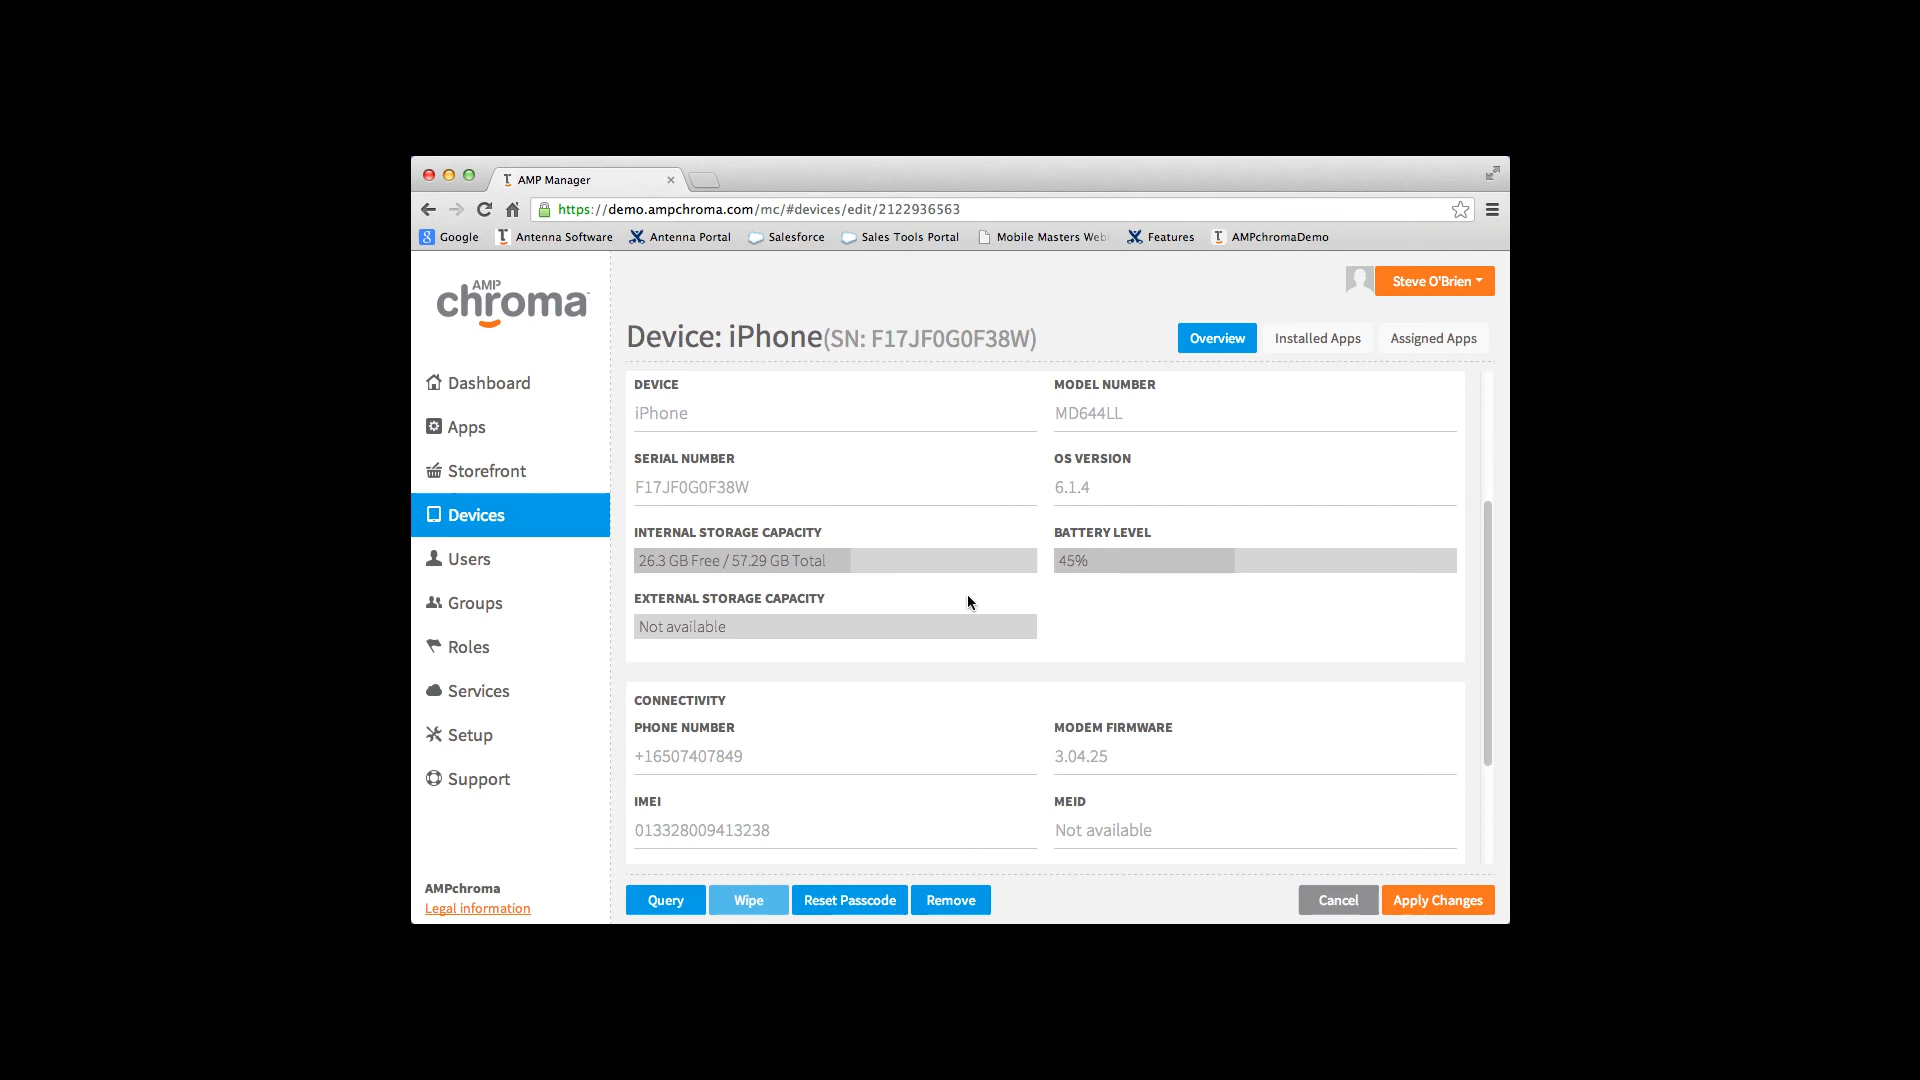 AMP Manager
https://demo.ampchroma.com/mc/#devices/edit/2122936563
Google Antenna Software Antenna Portal Salesforce Sales Tools Portal Mobile Masters Web Features AMPchromaDemo
AMP
chroma
Steve O'Brien
Device: iPhone(SN: F17JF0G0F38W)
Overview Installed Apps Assigned Apps
Dashboard
Apps
Storefront
Devices
Users
Groups
Roles
Services
Setup
Support
AMPchroma
Legal information
DEVICE
iPhone
MODEL NUMBER
MD644LL
SERIAL NUMBER
F17JF0G0F38W
OS VERSION
6.1.4
INTERNAL STORAGE CAPACITY
26.3 GB Free / 57.29 GB Total
BATTERY LEVEL
45%
EXTERNAL STORAGE CAPACITY
Not available
CONNECTIVITY
PHONE NUMBER
+16507407849
MODEM FIRMWARE
3.04.25
IMEI
013328009413238
MEID
Not available
Query Wipe Reset Passcode Remove Cancel Apply Changes